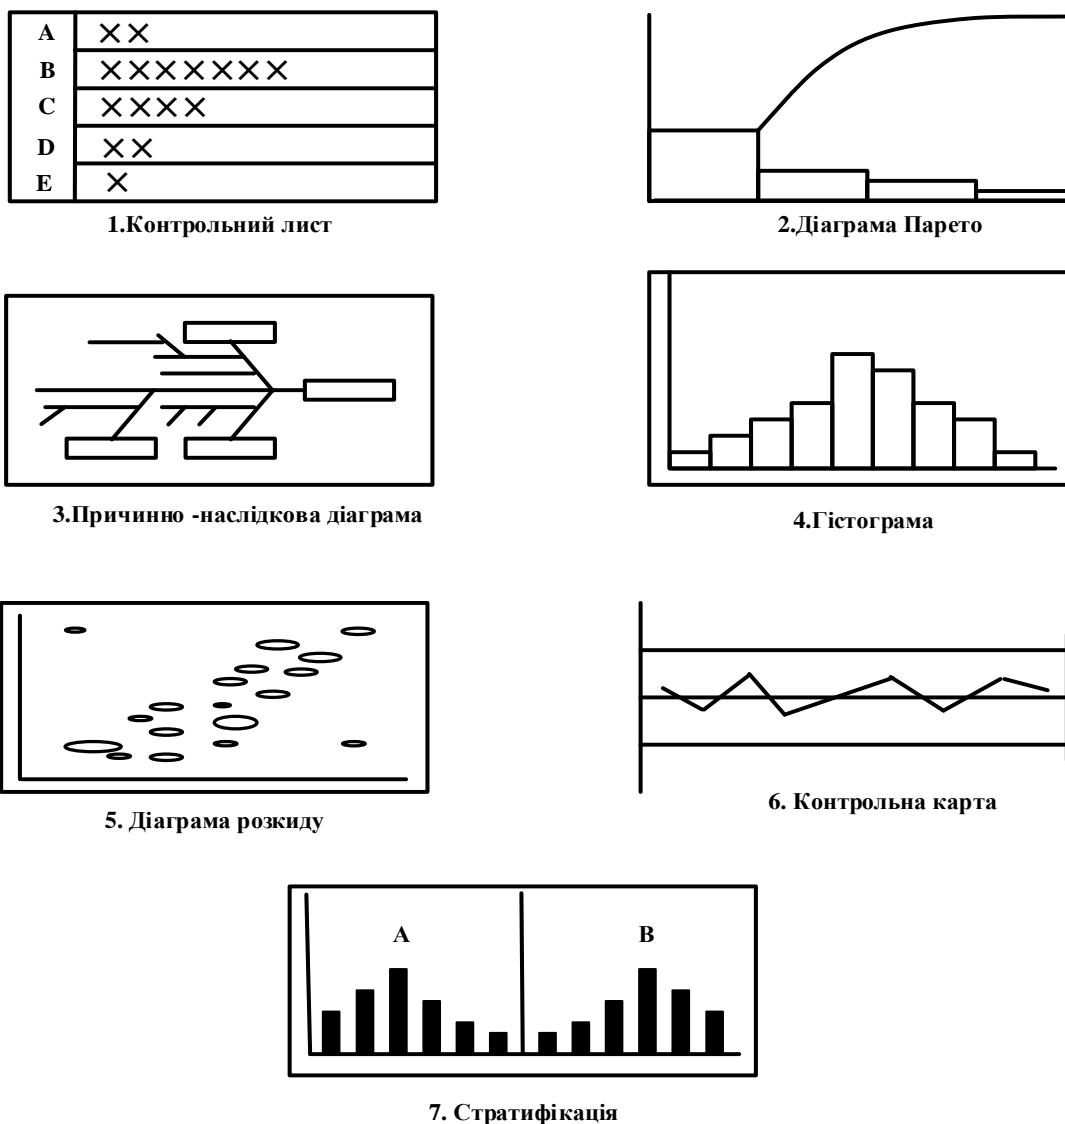 A
B
C
D
E
1.Контрольний лист
2.Діаграма Парето
3.Причинно -наслідкова діаграма
4.Гістограма
5. Діаграма розкиду
6. Контрольна карта
A
B
7. Стратифікація